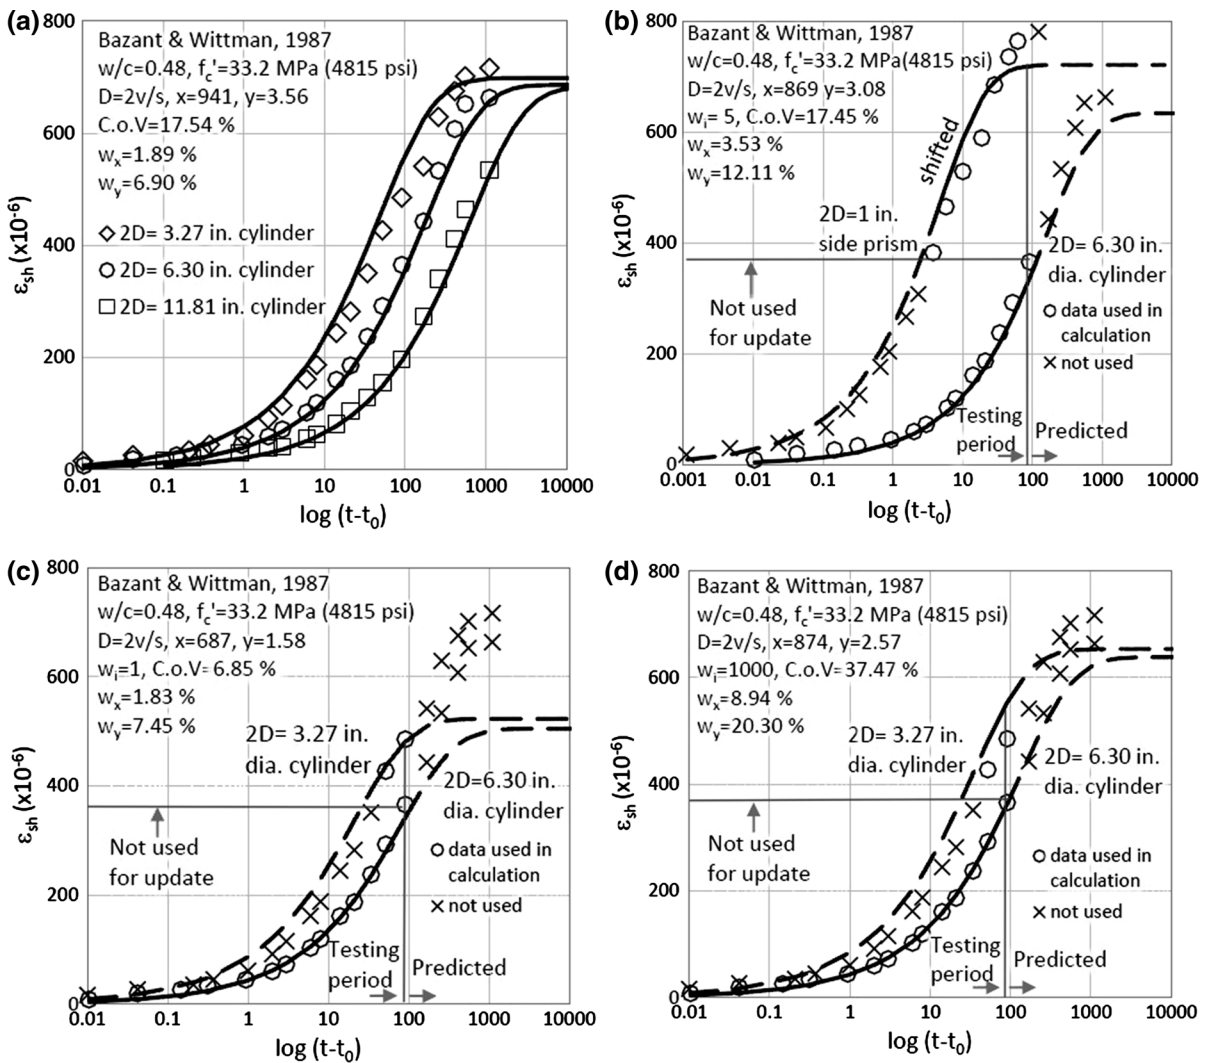 (a)
800
600
400
200
0
εsh (x10⁻⁶)
Bazant & Wittman, 1987
w/c=0.48, fc'=33.2 MPa (4815 psi)
D=2v/s, x=941, y=3.56
C.o.V=17.54 %
wx=1.89 %
wy=6.90 %
2D= 3.27 in. cylinder
2D= 6.30 in. cylinder
2D= 11.81 in. cylinder
0.01 0.1 1 10 100 1000 10000
log (t-t0)
(b)
800
600
400
200
0
εsh (x10⁻⁶)
Bazant & Wittman, 1987
w/c=0.48, fc'=33.2 MPa (4815 psi)
D=2v/s, x=869 y=3.08
wi= 5, C.o.V=17.45 %
wx=3.53 %
wy=12.11 %
shifted
2D=1 in.
side prism
2D= 6.30 in.
dia. cylinder
Not used
for update
data used in
calculation
not used
Testing
period
Predicted
0.001 0.01 0.1 1 10 100 1000 10000
log (t-t0)
(c)
800
600
400
200
0
εsh (x10⁻⁶)
Bazant & Wittman, 1987
w/c=0.48, fc'=33.2 MPa (4815 psi)
D=2v/s, x=687, y=1.58
wi=1, C.o.V= 6.85 %
wx=1.83 %
wy=7.45 %
2D= 3.27 in.
dia. cylinder
2D=6.30 in.
dia. cylinder
Not used
for update
data used in
calculation
not used
Testing
period
Predicted
0.01 0.1 1 10 100 1000 10000
log (t-t0)
(d)
800
600
400
200
0
εsh (x10⁻⁶)
Bazant & Wittman, 1987
w/c=0.48, fc'=33.2 MPa (4815 psi)
D=2v/s, x=874, y=2.57
wi=1000, C.o.V=37.47 %
wx=8.94 %
wy=20.30 %
2D= 3.27 in.
dia. cylinder
2D=6.30 in.
dia. cylinder
Not used
for update
data used in
calculation
not used
Testing
period
Predicted
0.01 0.1 1 10 100 1000 10000
log (t-t0)